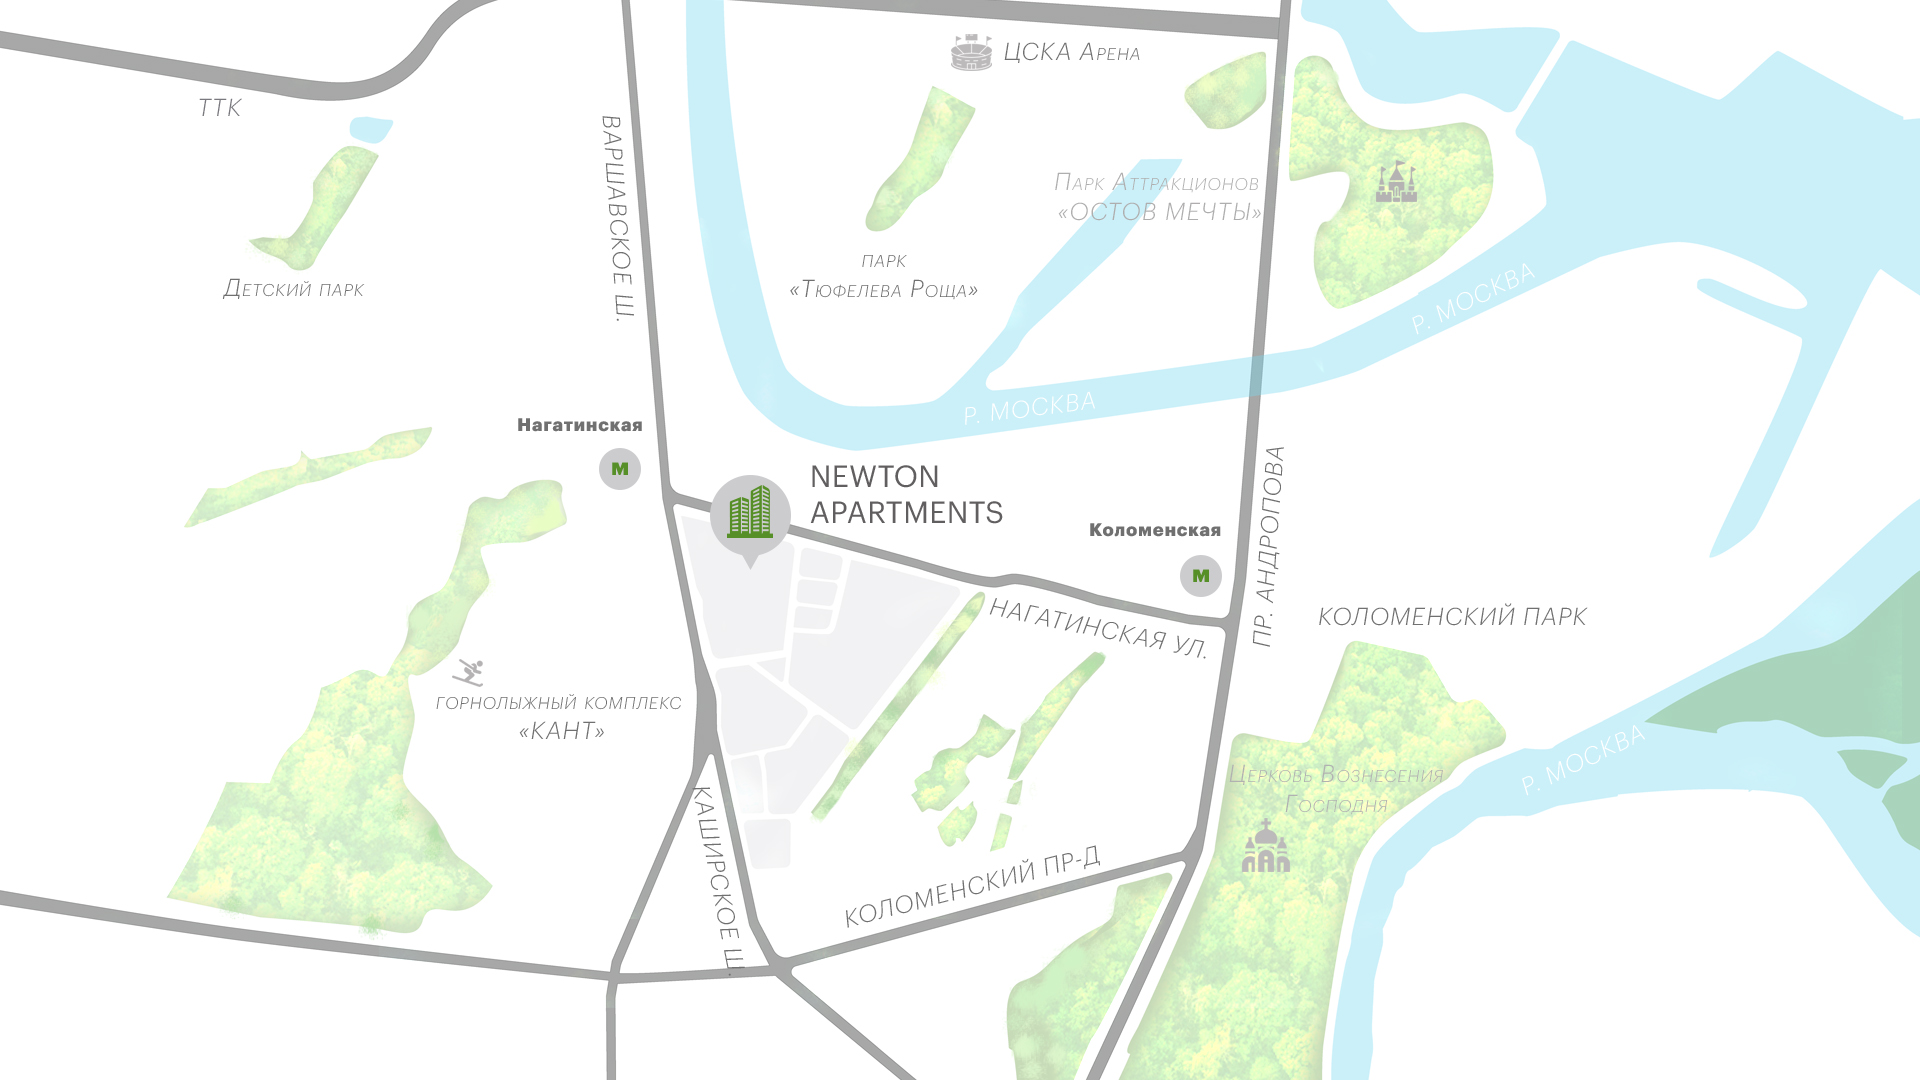 ЦСКА Арена
ТТК
ВАРШАВСКОЕ Ш.
Парк Аттракционов
«ОСТОВ МЕЧТЫ»
парк
«Тюфелева Роща»
Детский парк
Р. МОСКВА
Р. МОСКВА
Нагатинская
М
NEWTON
APARTMENTS
Коломенская
М
ПР. АНДРОПОВА
НАГАТИНСКАЯ УЛ.
КОЛОМЕНСКИЙ ПАРК
горнолыжный комплекс
«КАНТ»
Р. МОСКВА
Церковь Вознесения
Господня
КАШИРСКОЕ Ш.
КОЛОМЕНСКИЙ ПР-Д